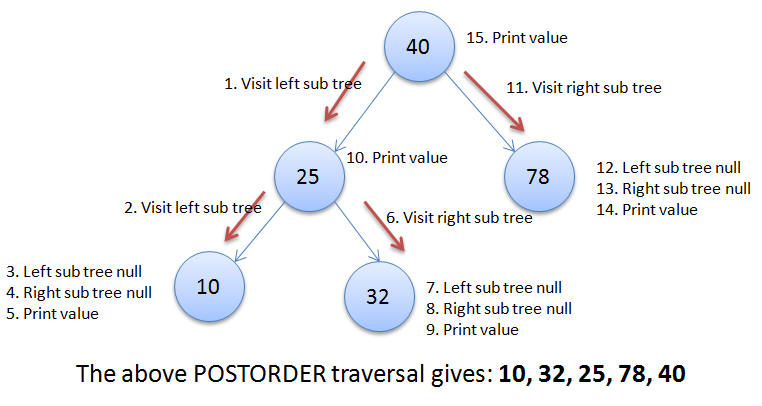 40
15. Print value
1. Visit left sub tree
11. Visit right sub tree
25
10. Print value
78
12. Left sub tree null
13. Right sub tree null
14. Print value
2. Visit left sub tree
6. Visit right sub tree
3. Left sub tree null
4. Right sub tree null
5. Print value
10
32
7. Left sub tree null
8. Right sub tree null
9. Print value
The above POSTORDER traversal gives: 10, 32, 25, 78, 40